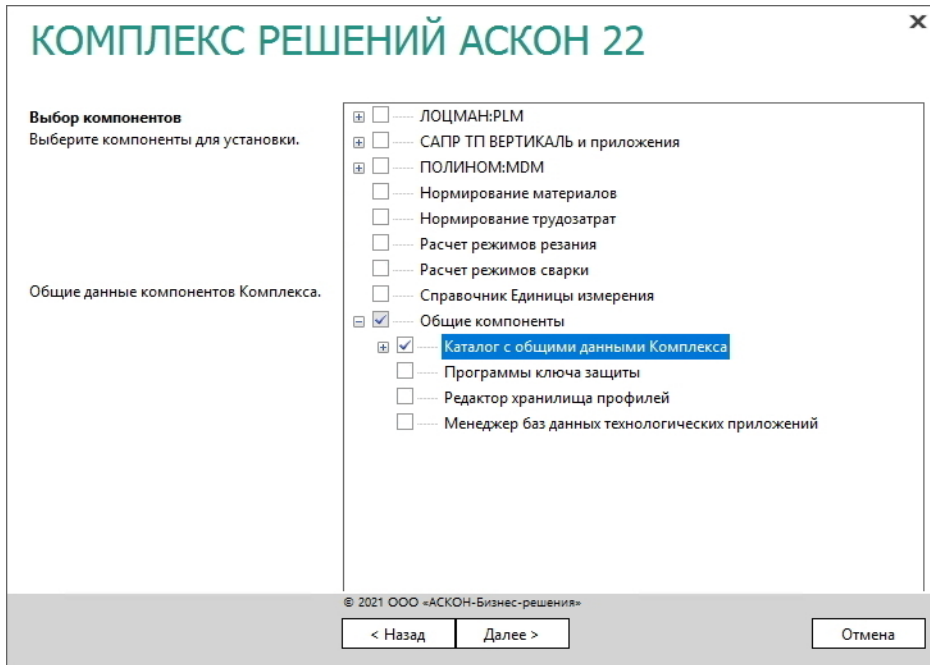 КОМПЛЕКС РЕШЕНИЙ АСКОН 22
Выбор компонентов
Выберите компоненты для установки.
Общие данные компонентов Комплекса.
ЛОЦМАН:PLM
САПР ТП ВЕРТИКАЛЬ и приложения
ПОЛИНОМ:MDM
Нормирование материалов
Нормирование трудозатрат
Расчет режимов резания
Расчет режимов сварки
Справочник Единицы измерения
Общие компоненты
Каталог с общими данными Комплекса
Программы ключа защиты
Редактор хранилища профилей
Менеджер баз данных технологических приложений
© 2021 ООО «АСКОН-Бизнес-решения»
< Назад
Далее >
Отмена